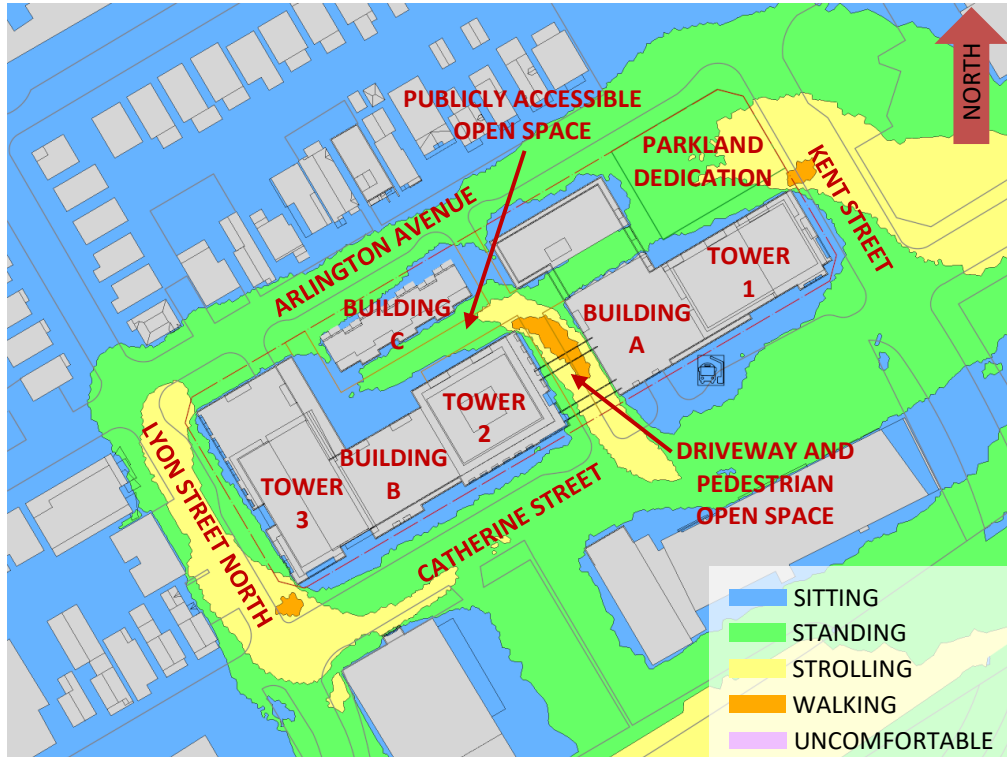 NORTH
PUBLICLY ACCESSIBLE
OPEN SPACE
PARKLAND
DEDICATION
KENT STREET
ARLINGTON AVENUE
TOWER
1
BUILDING
A
BUILDING
C
TOWER
2
BUILDING
B
TOWER
3
LYON STREET NORTH
CATHERINE STREET
DRIVEWAY AND
PEDESTRIAN
OPEN SPACE
SITTING
STANDING
STROLLING
WALKING
UNCOMFORTABLE